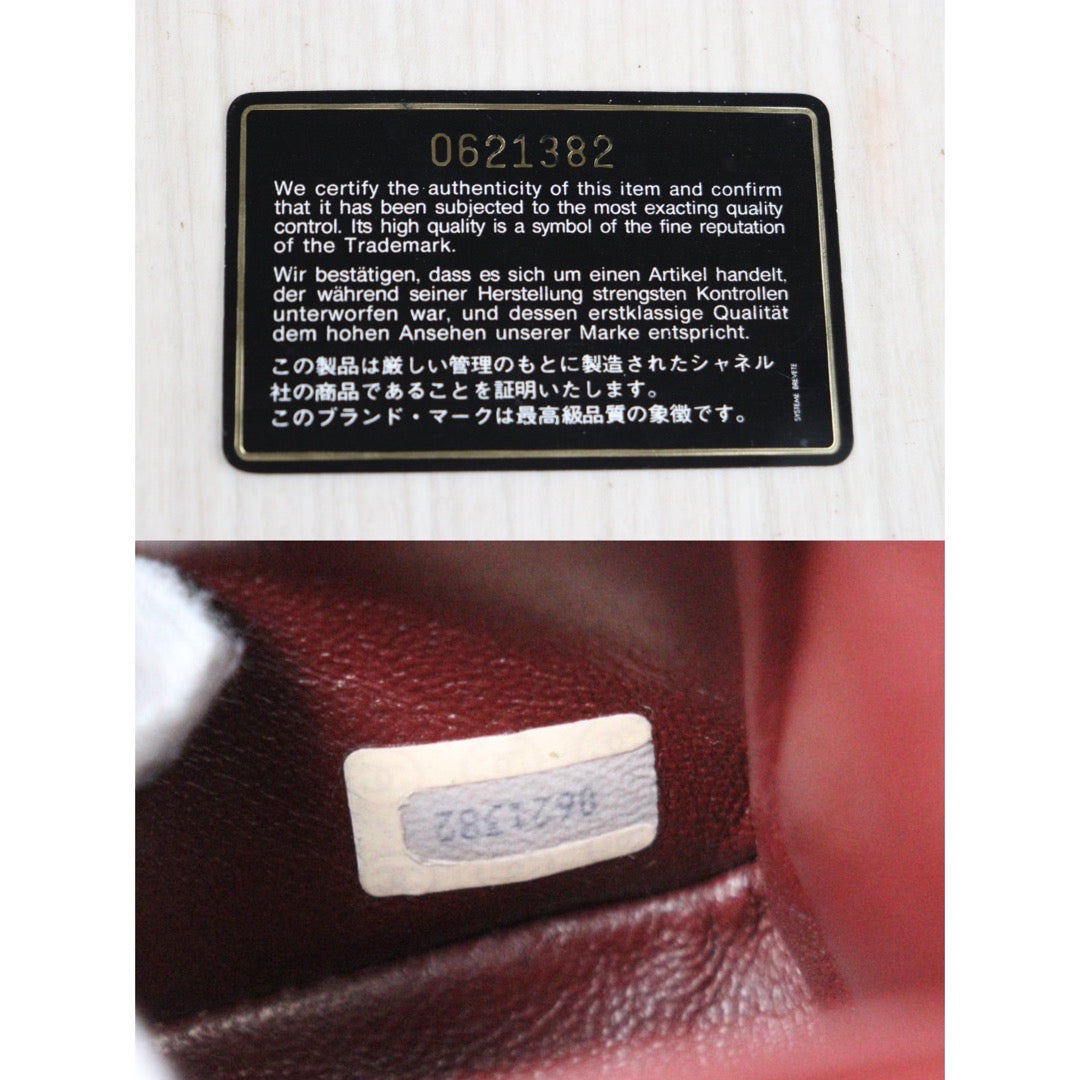 0621382
We certify the authenticity of this item and confirm
that it has been subjected to the most exacting quality
control. Its high quality is a symbol of the fine reputation
of the Trademark.
Wir bestätigen, dass es sich um einen Artikel handelt,
der während seiner Herstellung strengsten Kontrollen
unterworfen war, und dessen erstklassige Qualität
dem hohen Ansehen unserer Marke entspricht.
この製品は厳しい管理のもとに製造されたシャネル
社の商品であることを証明いたします。
このブランド・マークは最高級品質の象徴です。
SYSTEME BREVETE
0621382